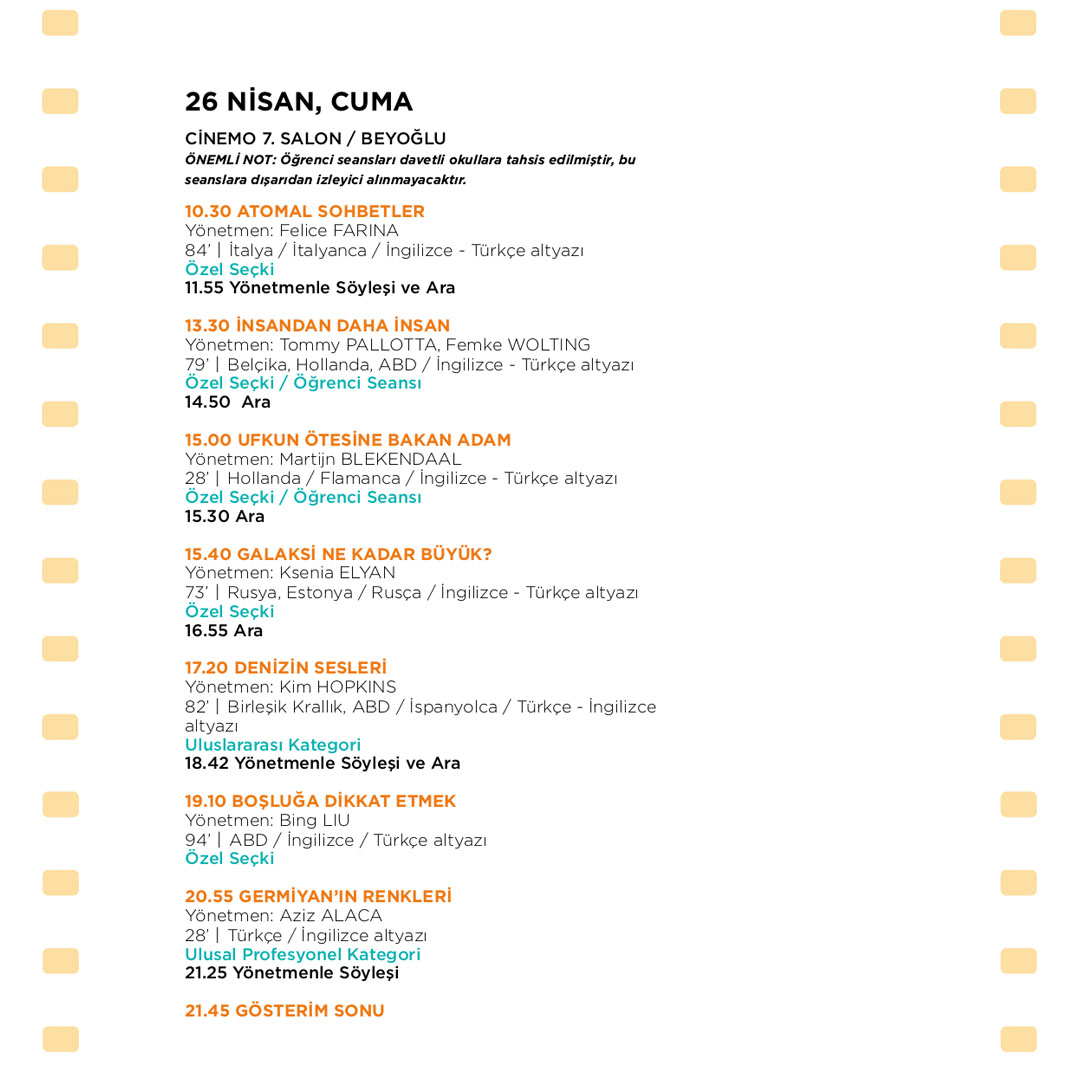 26 NİSAN, CUMA
CİNEMO 7. SALON / BEYOĞLU
ÖNEMLİ NOT: Öğrenci seansları davetli okullara tahsis edilmiştir, bu
seanslara dışarıdan izleyici alınmayacaktır.
10.30 ATOMAL SOHBETLER
Yönetmen: Felice FARINA
84’ | İtalya / İtalyanca / İngilizce - Türkçe altyazı
Özel Seçki
11.55 Yönetmenle Söyleşi ve Ara
13.30 İNSANDAN DAHA İNSAN
Yönetmen: Tommy PALLOTTA, Femke WOLTING
79’ | Belçika, Hollanda, ABD / İngilizce - Türkçe altyazı
Özel Seçki / Öğrenci Seansı
14.50  Ara
15.00 UFKUN ÖTESİNE BAKAN ADAM
Yönetmen: Martijn BLEKENDAAL
28’ | Hollanda / Flamanca / İngilizce - Türkçe altyazı
Özel Seçki / Öğrenci Seansı
15.30 Ara
15.40 GALAKSİ NE KADAR BÜYÜK?
Yönetmen: Ksenia ELYAN
73’ | Rusya, Estonya / Rusça / İngilizce - Türkçe altyazı
Özel Seçki
16.55 Ara
17.20 DENİZİN SESLERİ
Yönetmen: Kim HOPKINS
82’ | Birleşik Krallık, ABD / İspanyolca / Türkçe - İngilizce
altyazı
Uluslararası Kategori
18.42 Yönetmenle Söyleşi ve Ara
19.10 BOŞLUĞA DİKKAT ETMEK
Yönetmen: Bing LIU
94’ | ABD / İngilizce / Türkçe altyazı
Özel Seçki
20.55 GERMİYAN’IN RENKLERİ
Yönetmen: Aziz ALACA
28’ | Türkçe / İngilizce altyazı
Ulusal Profesyonel Kategori
21.25 Yönetmenle Söyleşi
21.45 GÖSTERİM SONU